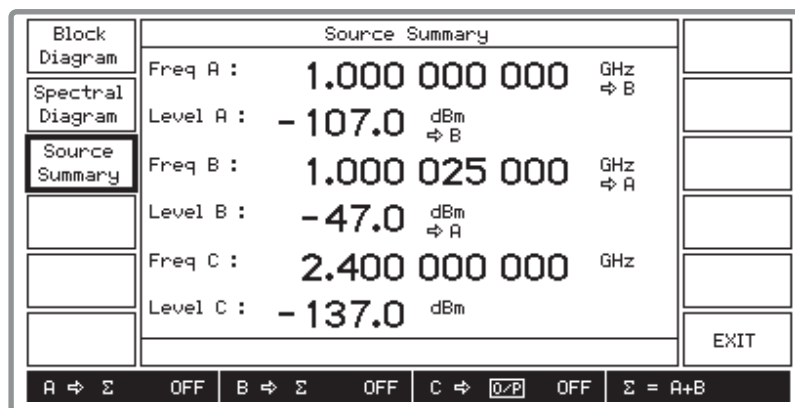 Block
Diagram
Spectral
Diagram
Source
Summary
Source Summary
Freq A : 1.000 000 000 GHz
⇨ B
Level A : -107.0 dBm
⇨ B
Freq B : 1.000 025 000 GHz
⇨ A
Level B : -47.0 dBm
⇨ A
Freq C : 2.400 000 000 GHz
Level C : -137.0 dBm
EXIT
A ⇨ Σ OFF B ⇨ Σ OFF C ⇨ O/P OFF Σ = A+B